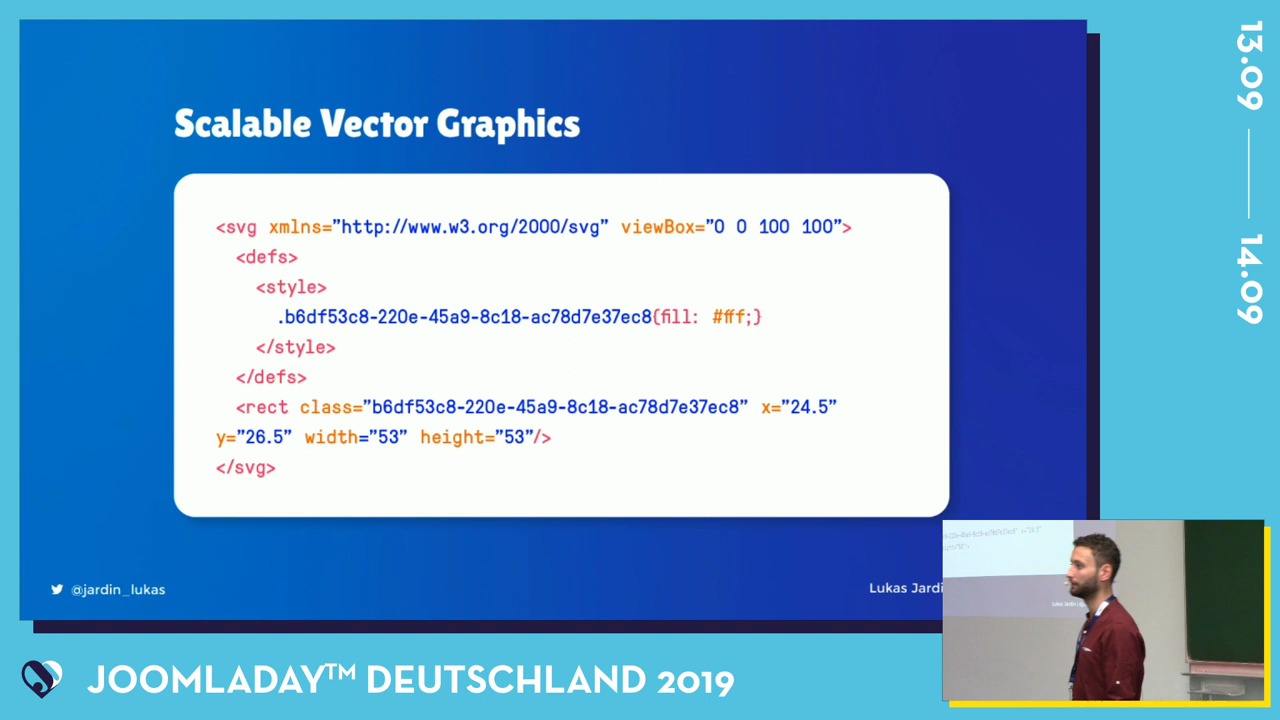 Scalable Vector Graphics
<svg xmlns=”http://www.w3.org/2000/svg” viewBox=”0 0 100 100”>
<defs>
<style>
.b6df53c8-220e-45a9-8c18-ac78d7e37ec8{fill: #fff;}
</style>
</defs>
<rect class=”b6df53c8-220e-45a9-8c18-ac78d7e37ec8” x=”24.5”
y=”26.5” width=”53” height=”53”/>
</svg>
@jardin_lukas
Lukas Jardi
13.09
14.09
JOOMLADAY™ DEUTSCHLAND 2019